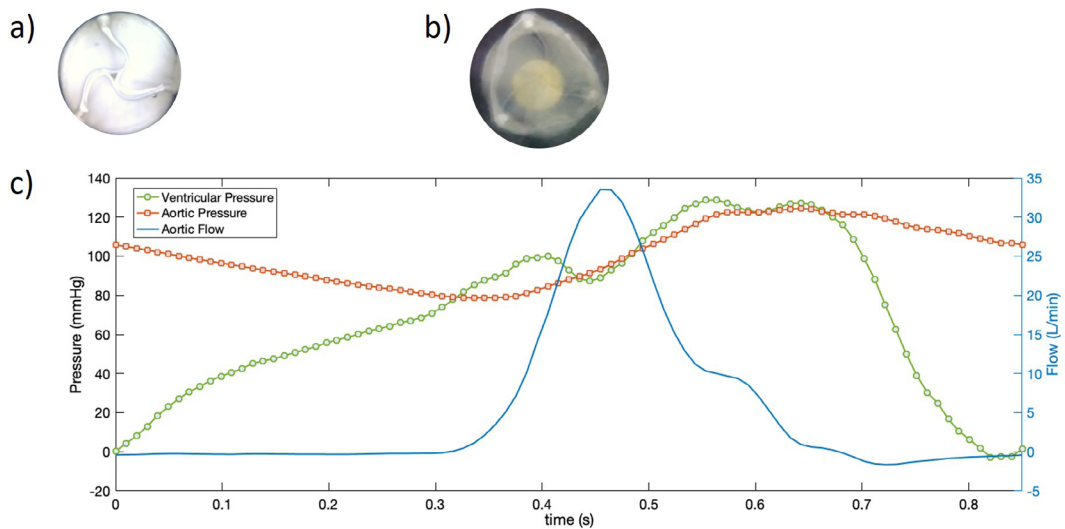 a)
b)
c)
Ventricular Pressure
Aortic Pressure
Aortic Flow
Pressure (mmHg)
140
120
100
80
60
40
20
0
-20
35
30
25
20
15
10
5
0
-5
Flow (L/min)
0 0.1 0.2 0.3 0.4 0.5 0.6 0.7 0.8
time (s)